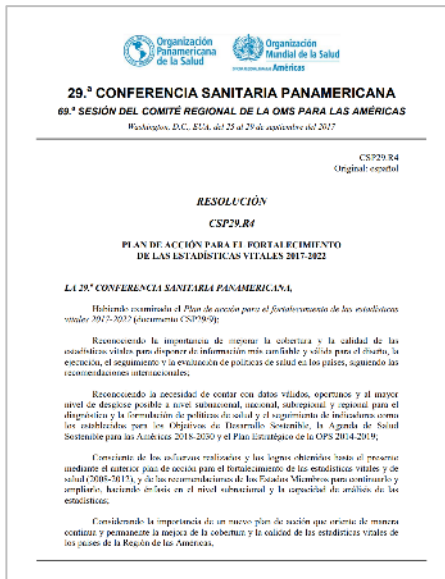 Organización
Panamericana
de la Salud
Organización
Mundial de la Salud
Américas
29.ª CONFERENCIA SANITARIA PANAMERICANA
69.ª SESIÓN DEL COMITÉ REGIONAL DE LA OMS PARA LAS AMÉRICAS
Washington, D.C., EUA, del 25 al 29 de septiembre del 2017
CSP29.R4
Original: español
RESOLUCIÓN
CSP29.R4
PLAN DE ACCIÓN PARA EL FORTALECIMIENTO
DE LAS ESTADÍSTICAS VITALES 2017-2022
LA 29.ª CONFERENCIA SANITARIA PANAMERICANA,
Habiendo examinado el Plan de acción para el fortalecimiento de las estadísticas
vitales 2017-2022 (documento CSP29/9);
Reconociendo la importancia de mejorar la cobertura y la calidad de las
estadísticas vitales para disponer de información más confiable y válida para el diseño, la
ejecución, el seguimiento y la evaluación de políticas de salud en los países, siguiendo las
recomendaciones internacionales;
Reconociendo la necesidad de contar con datos válidos, oportunos y al mayor
nivel de desglose posible a nivel subnacional, nacional, subregional y regional para el
diagnóstico y la formulación de políticas de salud y el seguimiento de indicadores como
los establecidos para los Objetivos de Desarrollo Sostenible, la Agenda de Salud
Sostenible para las Américas 2018-2030 y el Plan Estratégico de la OPS 2014-2019;
Consciente de los esfuerzos realizados y los logros obtenidos hasta el presente
mediante el anterior plan de acción para el fortalecimiento de las estadísticas vitales y de
salud (2008-2012), y de las recomendaciones de los Estados Miembros para continuarlo y
ampliarlo, haciendo énfasis en el nivel subnacional y la capacidad de análisis de las
estadísticas;
Considerando la importancia de un nuevo plan de acción que oriente de manera
continua y permanente la mejora de la cobertura y la calidad de las estadísticas vitales de
los países de la Región de las Américas,